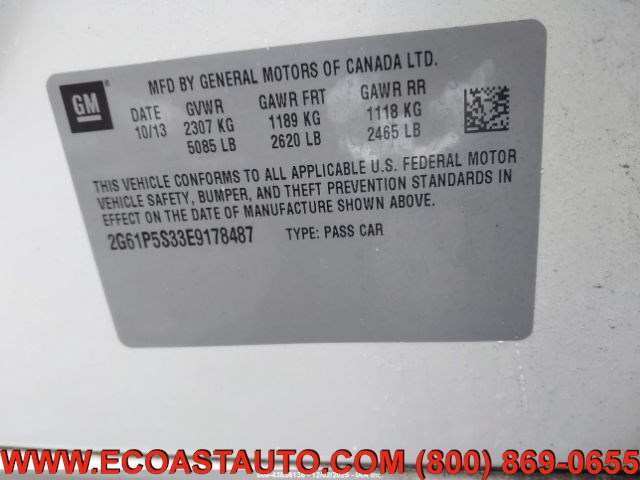 GM
MFD BY GENERAL MOTORS OF CANADA LTD.
DATE GVWR GAWR FRT GAWR RR
10/13 2307 KG 1189 KG 1118 KG
5085 LB 2620 LB 2465 LB
THIS VEHICLE CONFORMS TO ALL APPLICABLE U.S. FEDERAL MOTOR
VEHICLE SAFETY, BUMPER, AND THEFT PREVENTION STANDARDS IN
EFFECT ON THE DATE OF MANUFACTURE SHOWN ABOVE.
2G61P5S33E9178487 TYPE: PASS CAR
WWW.ECOASTAUTO.COM (800) 869-0655